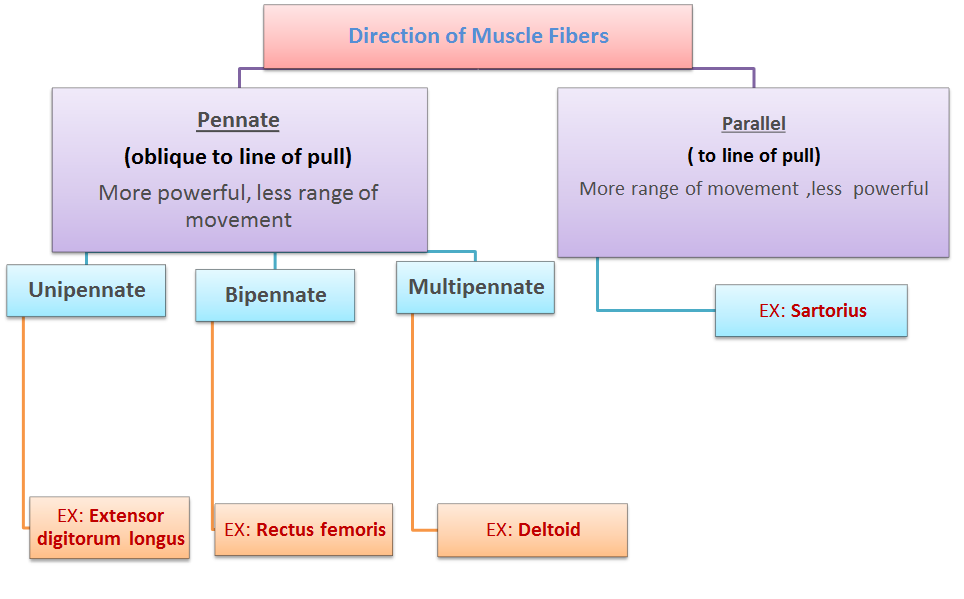 Direction of Muscle Fibers
Pennate
(oblique to line of pull)
More powerful, less range of
movement
Parallel
( to line of pull)
More range of movement ,less powerful
Unipennate
Bipennate
Multipennate
EX: Sartorius
EX: Extensor
digitorum longus
EX: Rectus femoris
EX: Deltoid